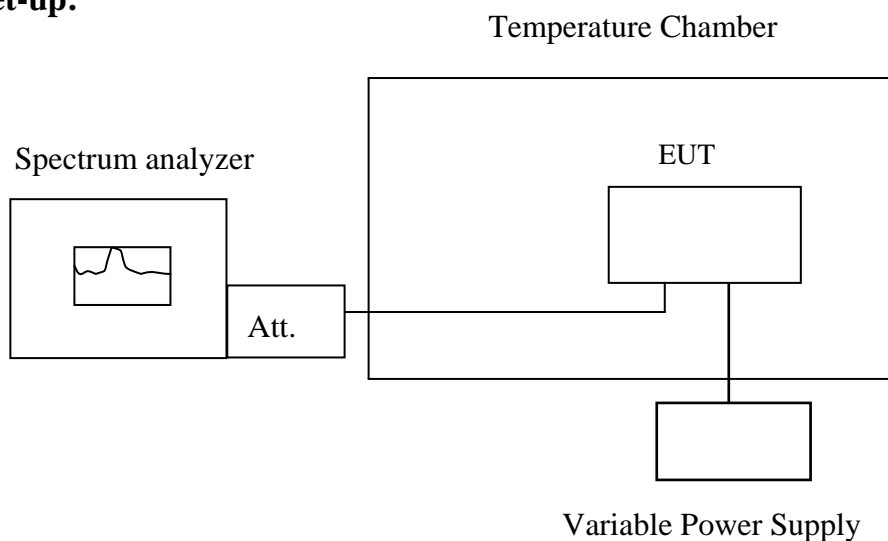 et-up:
Temperature Chamber
Spectrum analyzer
EUT
Att.
Variable Power Supply